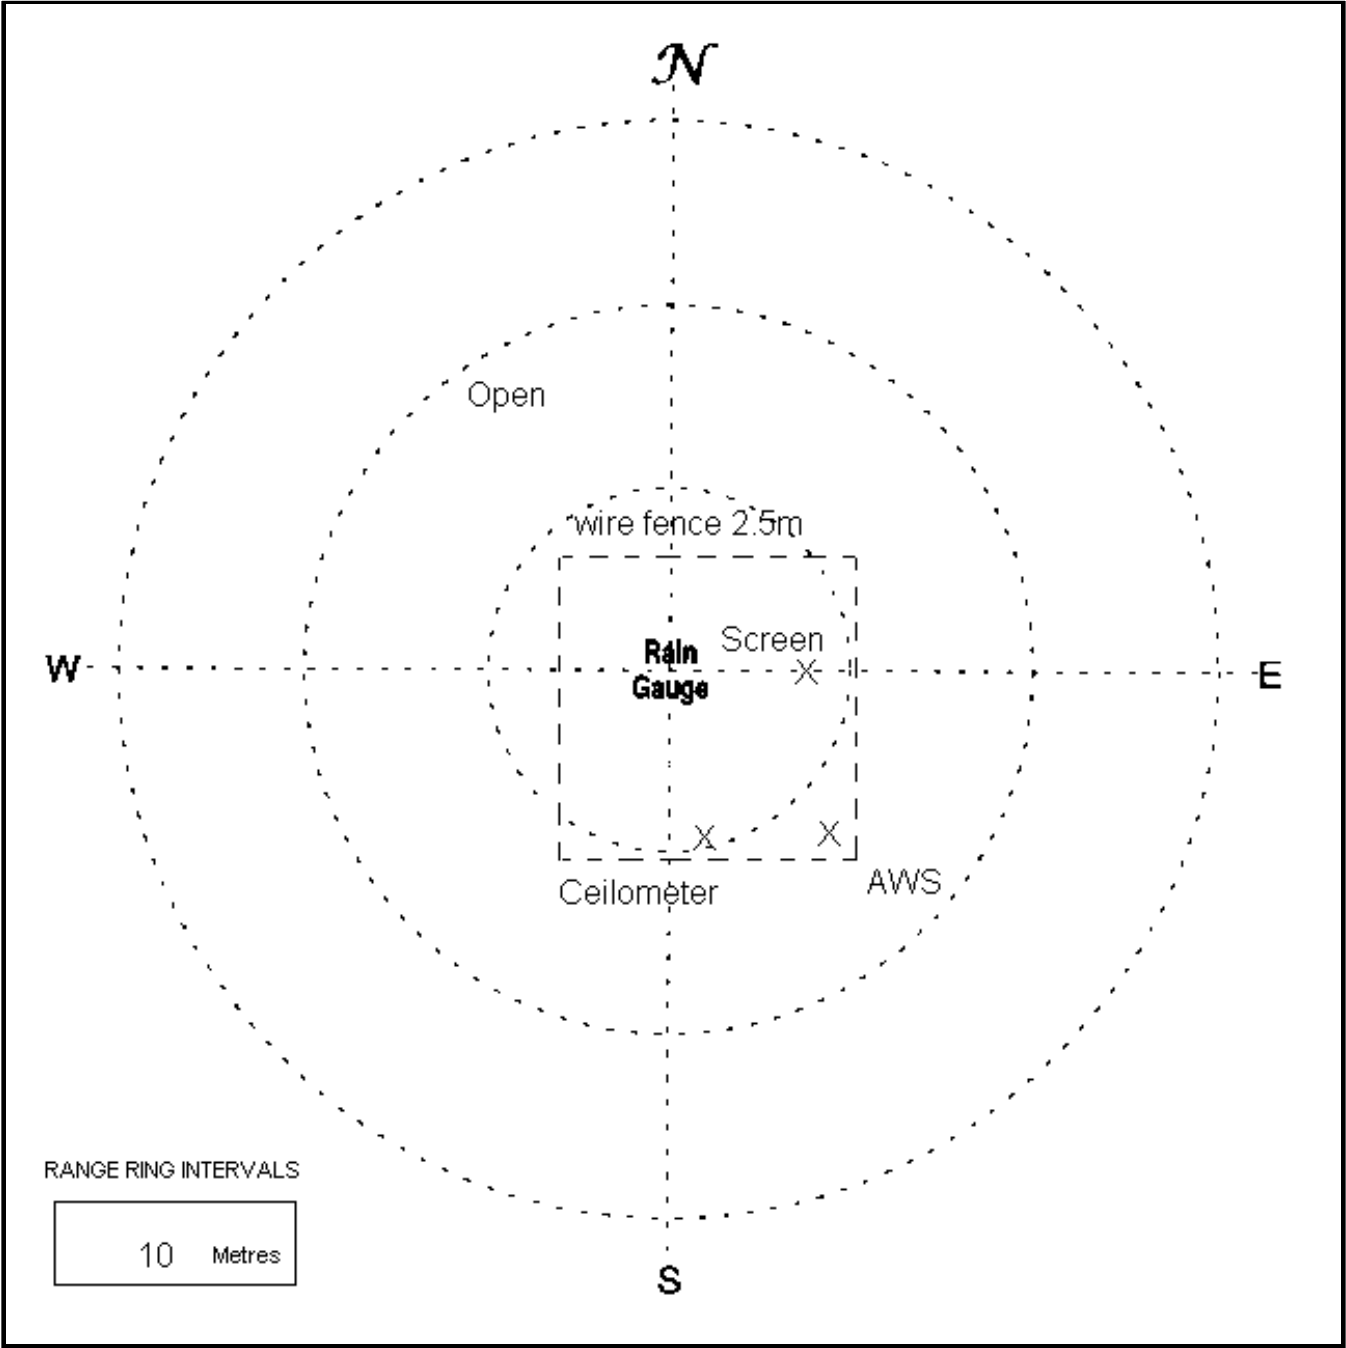 N
Open
wire fence 2.5m
Screen
Rain
Gauge
W
X
E
X
X
Ceilometer
AWS
RANGE RING INTERVALS
10 Metres
S